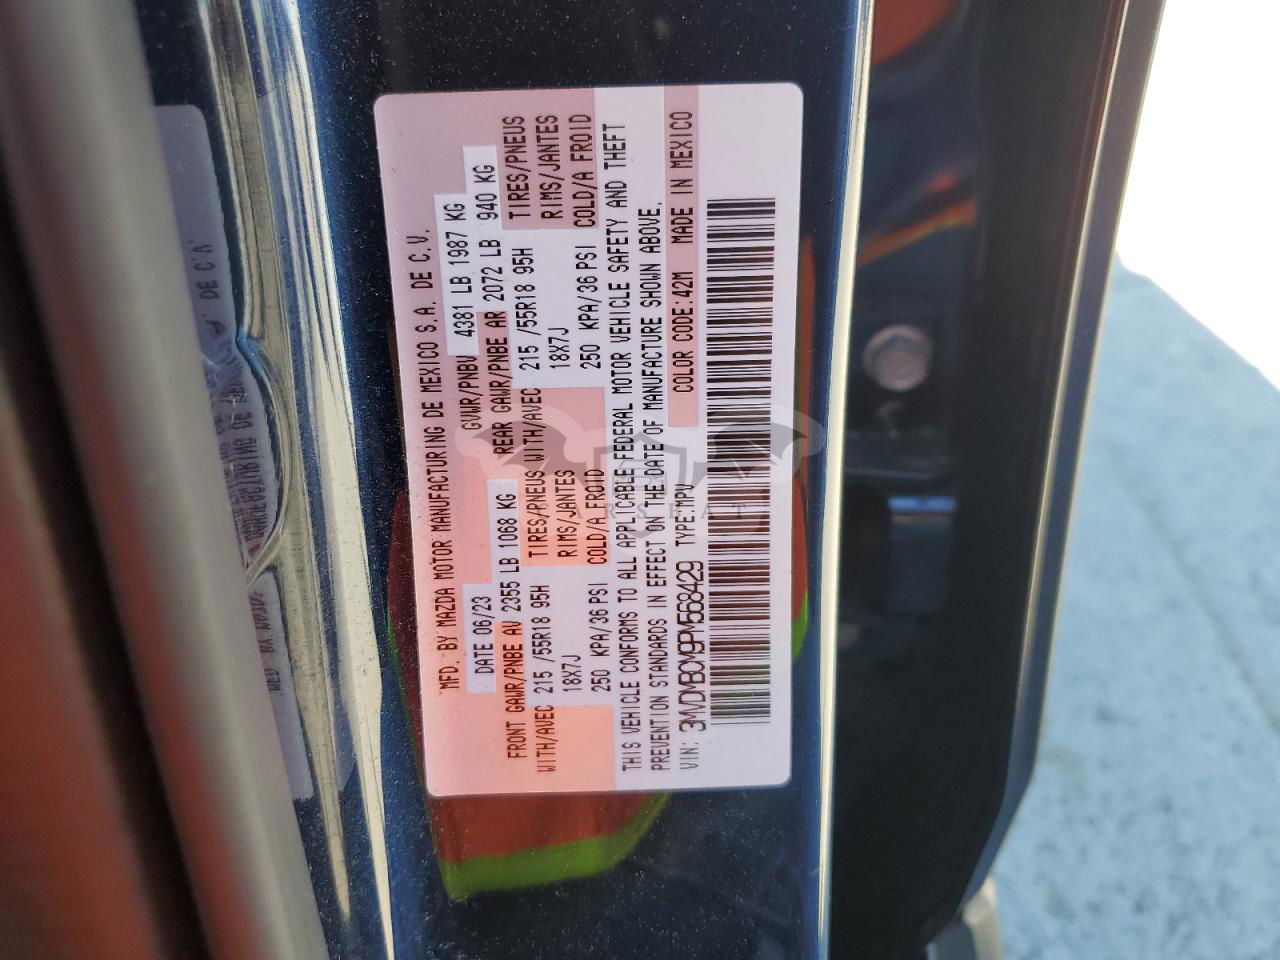 MFD. BY MAZDA MOTOR MANUFACTURING DE MEXICO S.A. DE C.V.
DATE 06/23 GVWR/PNBV 4381 LB 1987 KG
FRONT GAWR/PNBE AV 2355 LB 1068 KG REAR GAWR/PNBE AR 2072 LB 940 KG
WITH/AVEC 215 /55R18 95H TIRES/PNEUS WITH/AVEC 215 /55R18 95H TIRES/PNEUS
18X7J RIMS/JANTES 18X7J RIMS/JANTES
250 KPA/36 PSI COLD/A FROID 250 KPA/36 PSI COLD/A FROID
THIS VEHICLE CONFORMS TO ALL APPLICABLE FEDERAL MOTOR VEHICLE SAFETY AND THEFT
PREVENTION STANDARDS IN EFFECT ON THE DATE OF MANUFACTURE SHOWN ABOVE.
VIN: 3MVDMBCM9PM568429 TYPE:MPV COLOR CODE:42M MADE IN MEXICO